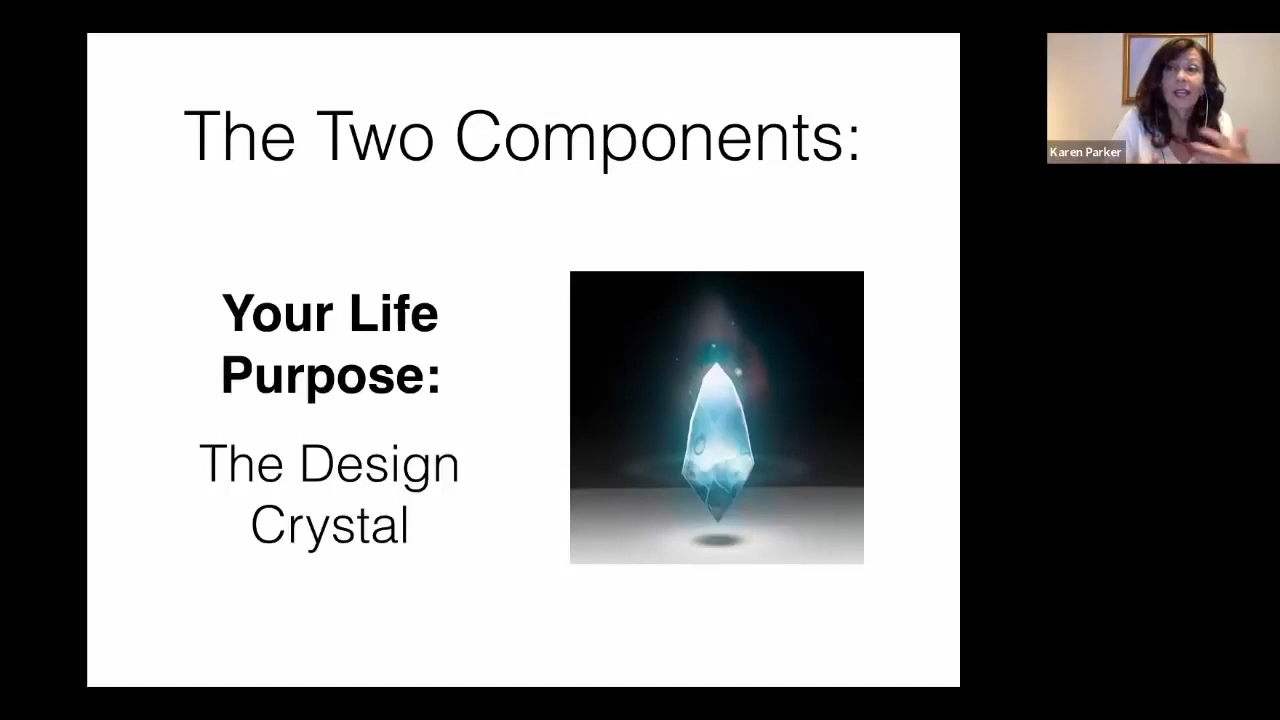 The Two Components:
Your Life
Purpose:
The Design
Crystal
Karen Parker